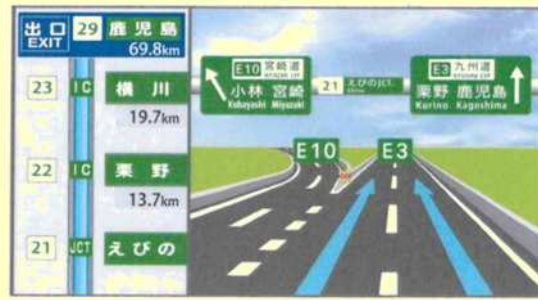 出口
EXIT
29
鹿児島
69.8km
23
IC
横川
19.7km
22
IC
栗野
13.7km
21
JCT
えびの
E10 宮崎道
小林 宮崎
Kobayashi Miyazaki
21 えびのJCT.
E3 九州道
栗野 鹿児島
Kurino Kagoshima
E10
E3